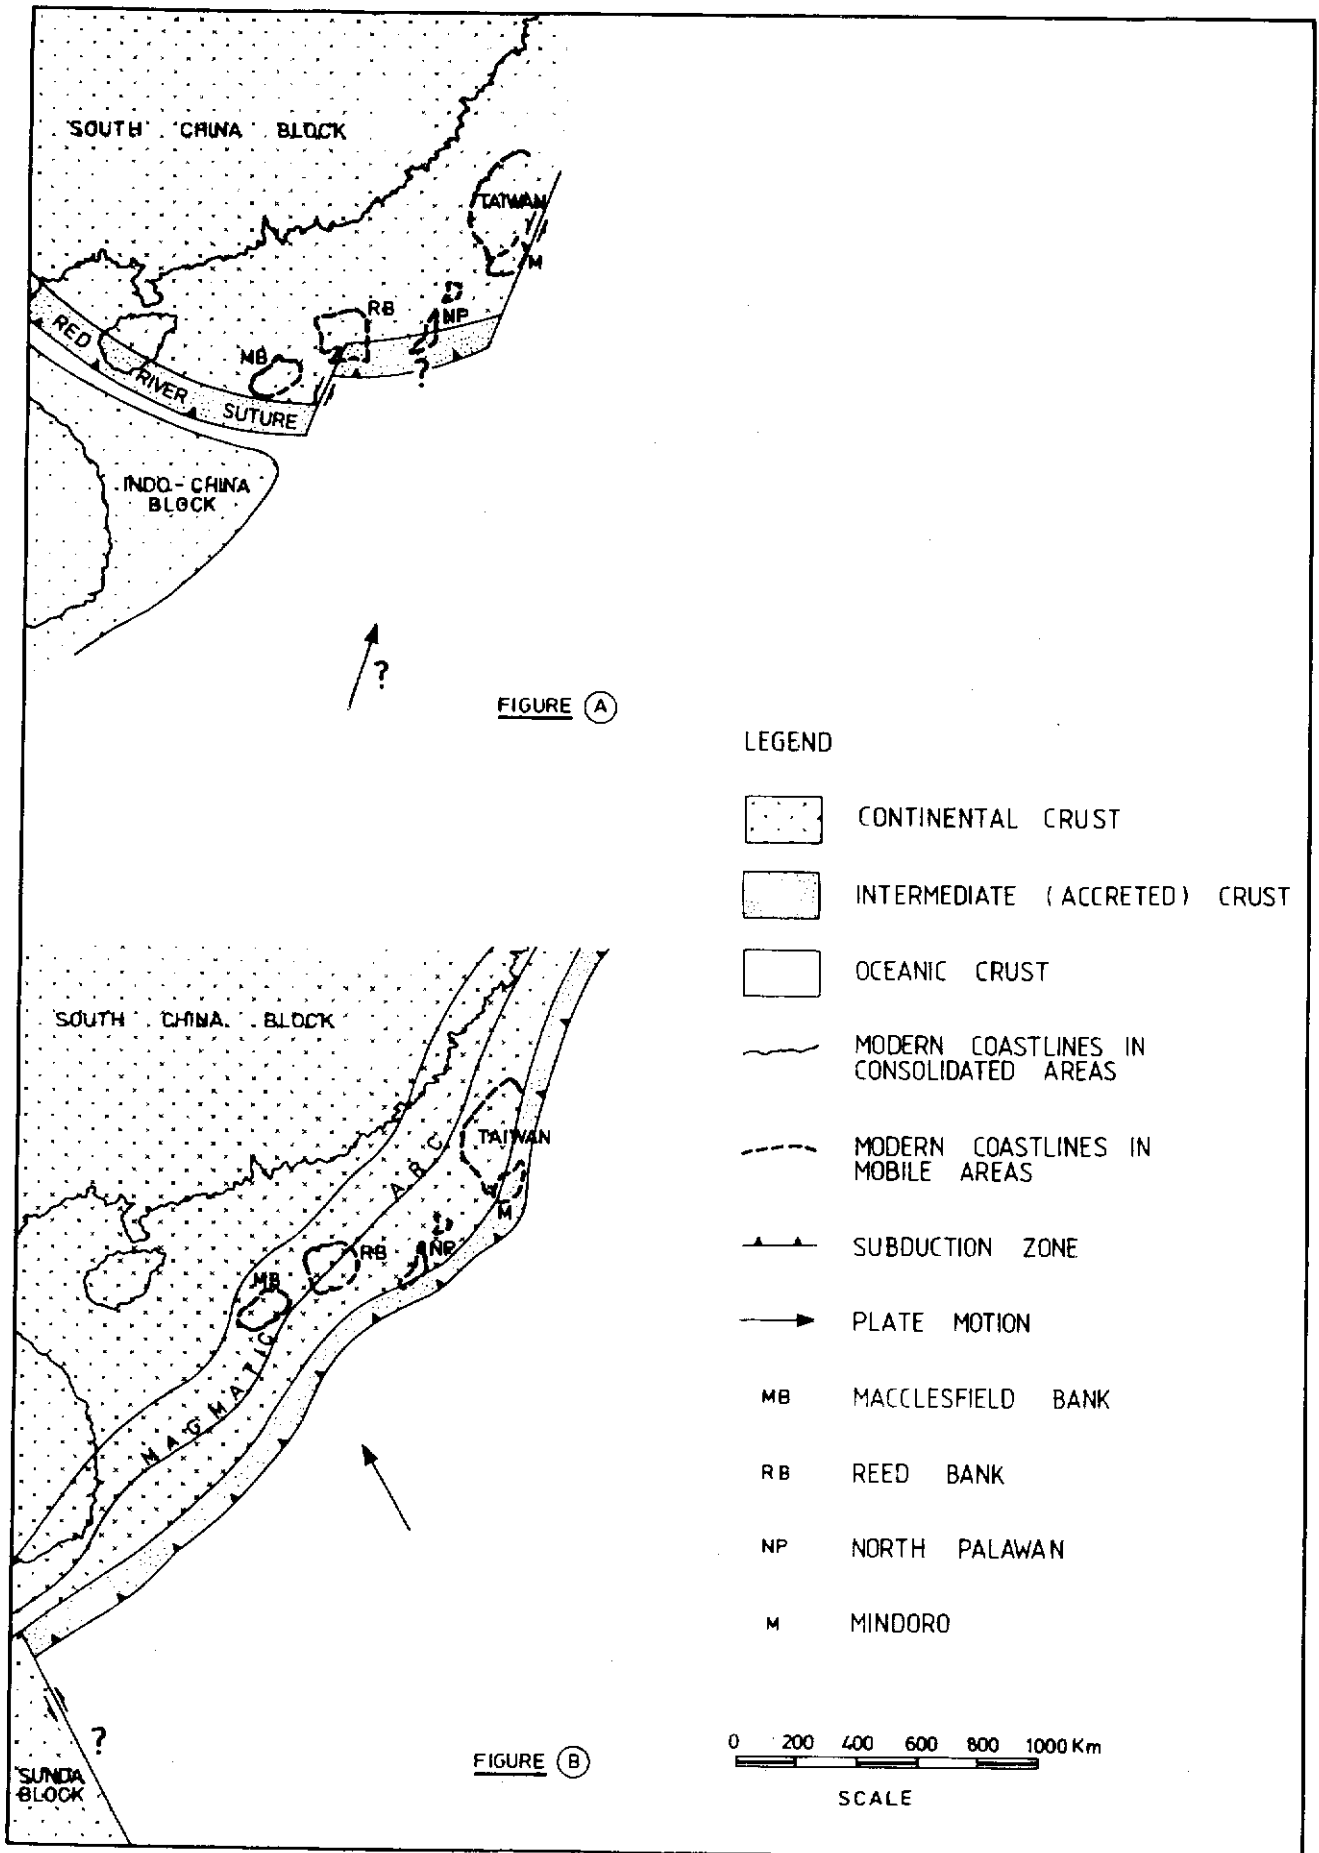 SOUTH CHINA BLOCK
TAIWAN
M
RB
NP
MB
?
RED RIVER SUTURE
INDO-CHINA
BLOCK
?
FIGURE A
LEGEND
CONTINENTAL CRUST
INTERMEDIATE (ACCRETED) CRUST
OCEANIC CRUST
MODERN COASTLINES IN
CONSOLIDATED AREAS
MODERN COASTLINES IN
MOBILE AREAS
SUBDUCTION ZONE
PLATE MOTION
MB MACCLESFIELD BANK
RB REED BANK
NP NORTH PALAWAN
M MINDORO
SOUTH CHINA BLOCK
TAIWAN
M
RB
NP
MB
MAGMATIC ARC
?
SUNDA
BLOCK
FIGURE B
0 200 400 600 800 1000 Km
SCALE